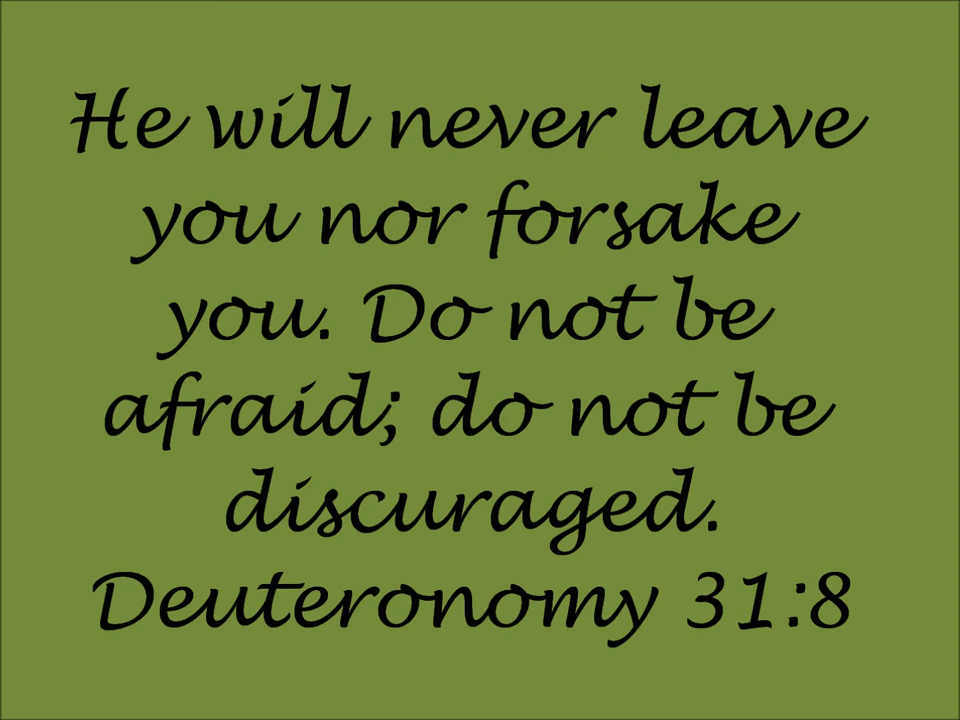 He will never leave
you nor forsake
you. Do not be
afraid; do not be
discuraged.
Deuteronomy 31:8